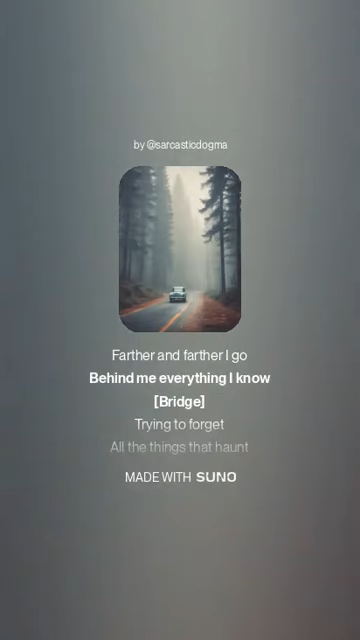 by @sarcasticdogma
Farther and farther I go
Behind me everything I know
[Bridge]
Trying to forget
All the things that haunt
MADE WITH SUNO